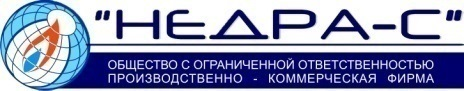 "НЕДРА-С"
ОБЩЕСТВО С ОГРАНИЧЕННОЙ ОТВЕТСТВЕННОСТЬЮ
ПРОИЗВОДСТВЕННО - КОММЕРЧЕСКАЯ ФИРМА